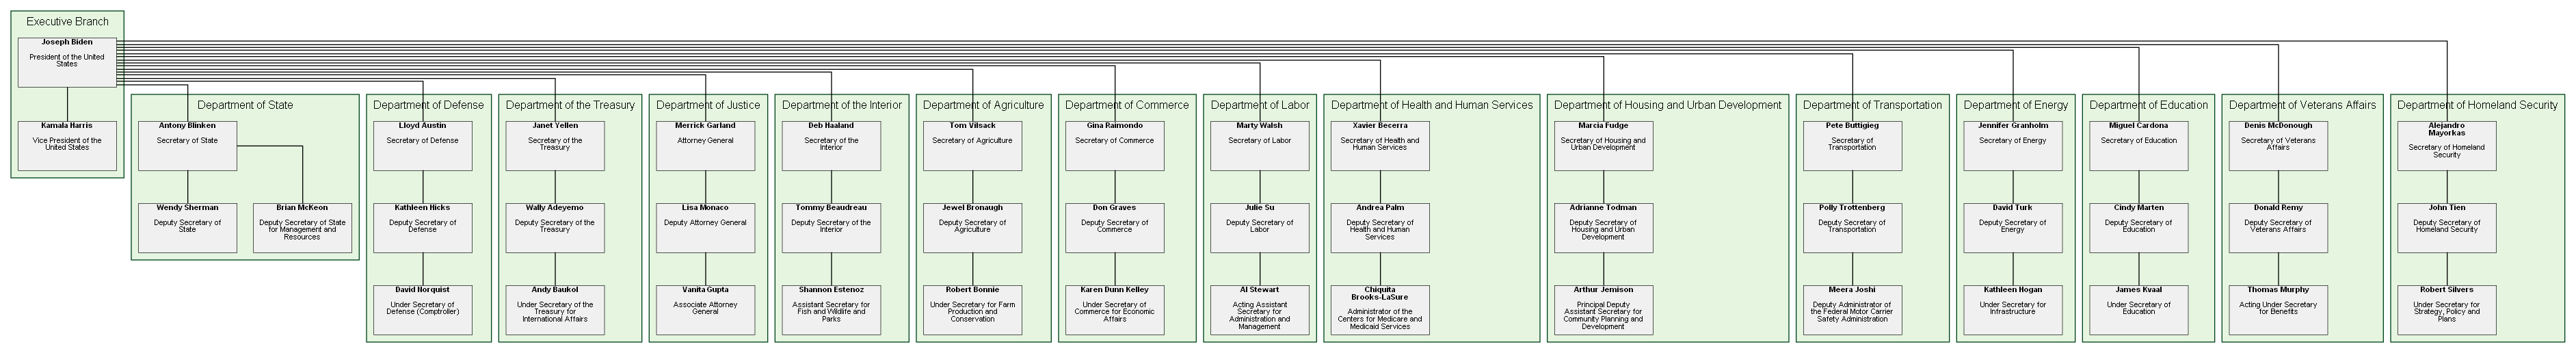 Executive Branch
Joseph Biden
President of the United
States
Kamala Harris
Vice President of the
United States
Department of State
Antony Blinken
Secretary of State
Wendy Sherman
Deputy Secretary of
State
Brian McKeon
Deputy Secretary of State
for Management and
Resources
Department of Defense
Lloyd Austin
Secretary of Defense
Kathleen Hicks
Deputy Secretary of
Defense
David Norquist
Under Secretary of
Defense (Comptroller)
Department of the Treasury
Janet Yellen
Secretary of the
Treasury
Wally Adeyemo
Deputy Secretary of the
Treasury
Andy Baukol
Under Secretary of the
Treasury for
International Affairs
Department of Justice
Merrick Garland
Attorney General
Lisa Monaco
Deputy Attorney General
Vanita Gupta
Associate Attorney
General
Department of the Interior
Deb Haaland
Secretary of the
Interior
Tommy Beaudreau
Deputy Secretary of the
Interior
Shannon Estenoz
Assistant Secretary for
Fish and Wildlife and
Parks
Department of Agriculture
Tom Vilsack
Secretary of Agriculture
Jewel Bronaugh
Deputy Secretary of
Agriculture
Robert Bonnie
Under Secretary for Farm
Production and
Conservation
Department of Commerce
Gina Raimondo
Secretary of Commerce
Don Graves
Deputy Secretary of
Commerce
Karen Dunn Kelley
Under Secretary of
Commerce for Economic
Affairs
Department of Labor
Marty Walsh
Secretary of Labor
Julie Su
Deputy Secretary of
Labor
Al Stewart
Acting Assistant
Secretary for
Administration and
Management
Department of Health and Human Services
Xavier Becerra
Secretary of Health and
Human Services
Andrea Palm
Deputy Secretary of
Health and Human
Services
Chiquita
Brooks-LaSure
Administrator of the
Centers for Medicare and
Medicaid Services
Department of Housing and Urban Development
Marcia Fudge
Secretary of Housing and
Urban Development
Adrianne Todman
Deputy Secretary of
Housing and Urban
Development
Arthur Jemison
Principal Deputy
Assistant Secretary for
Community Planning and
Development
Department of Transportation
Pete Buttigieg
Secretary of
Transportation
Polly Trottenberg
Deputy Secretary of
Transportation
Meera Joshi
Deputy Administrator of
the Federal Motor Carrier
Safety Administration
Department of Energy
Jennifer Granholm
Secretary of Energy
David Turk
Deputy Secretary of
Energy
Kathleen Hogan
Under Secretary for
Infrastructure
Department of Education
Miguel Cardona
Secretary of Education
Cindy Marten
Deputy Secretary of
Education
James Kvaal
Under Secretary of
Education
Department of Veterans Affairs
Denis McDonough
Secretary of Veterans
Affairs
Donald Remy
Deputy Secretary of
Veterans Affairs
Thomas Murphy
Acting Under Secretary
for Benefits
Department of Homeland Security
Alejandro
Mayorkas
Secretary of Homeland
Security
John Tien
Deputy Secretary of
Homeland Security
Robert Silvers
Under Secretary for
Strategy, Policy and
Plans